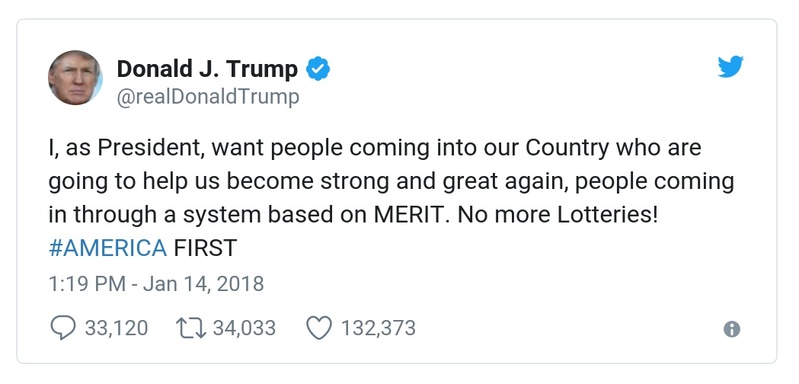 Donald J. Trump
@realDonaldTrump
I, as President, want people coming into our Country who are
going to help us become strong and great again, people coming
in through a system based on MERIT. No more Lotteries!
#AMERICA FIRST
1:19 PM - Jan 14, 2018
33,120 34,033 132,373